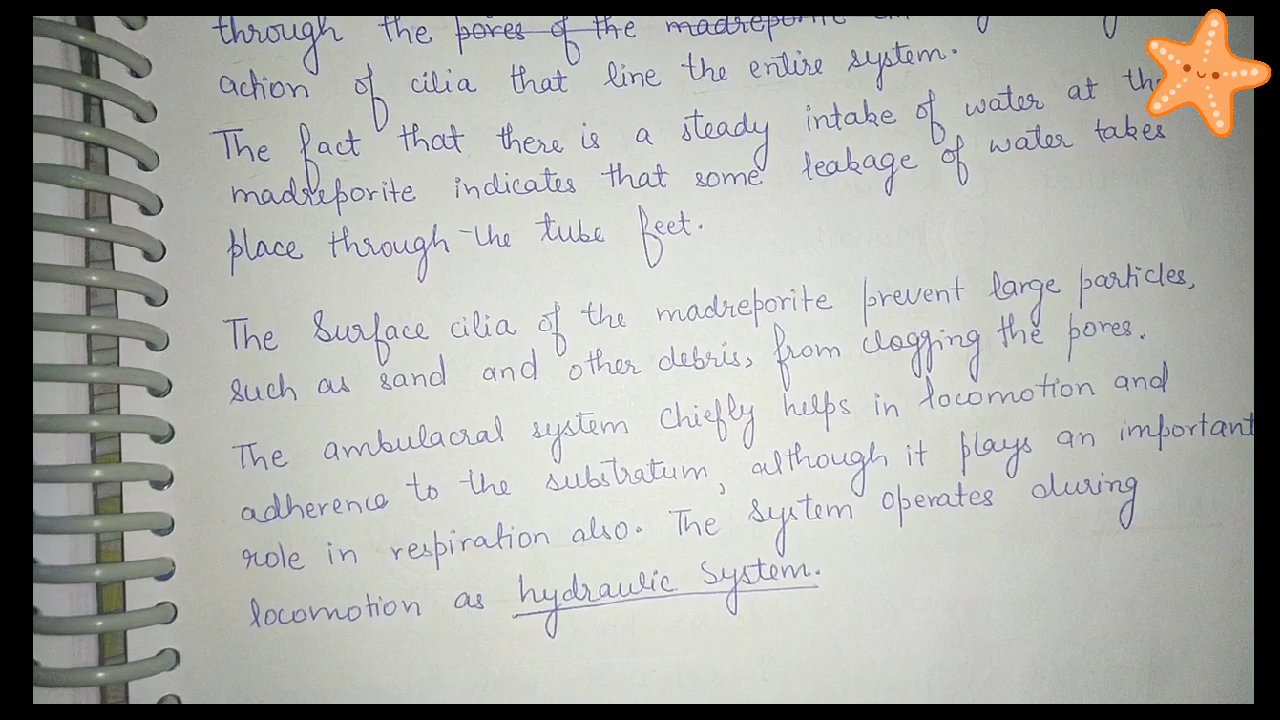 through the pores of the madreporite
action of cilia that line the entire system.
The fact that there is a steady intake of water at the
madreporite indicates that some leakage of water takes
place through the tube feet.
The Surface cilia of the madreporite prevent large particles,
such as sand and other debris, from clogging the pores.
The ambulacral system chiefly helps in locomotion and
adherence to the substratum, although it plays an important
role in respiration also. The system operates during
locomotion as hydraulic system.